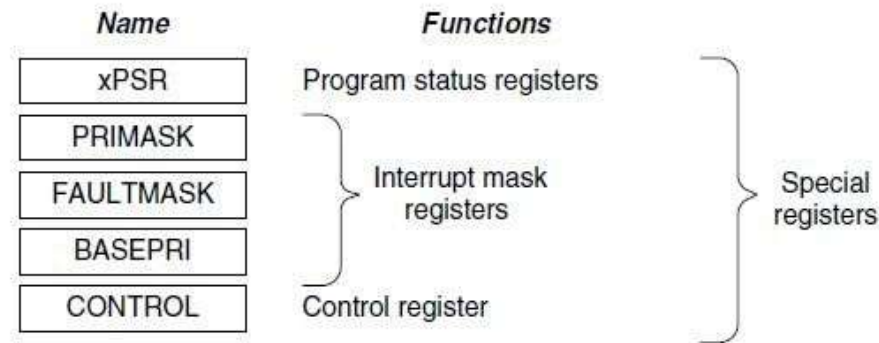 Name Functions
xPSR Program status registers
PRIMASK
FAULTMASK
Interrupt mask
registers
BASEPRI
CONTROL Control register
Special
registers